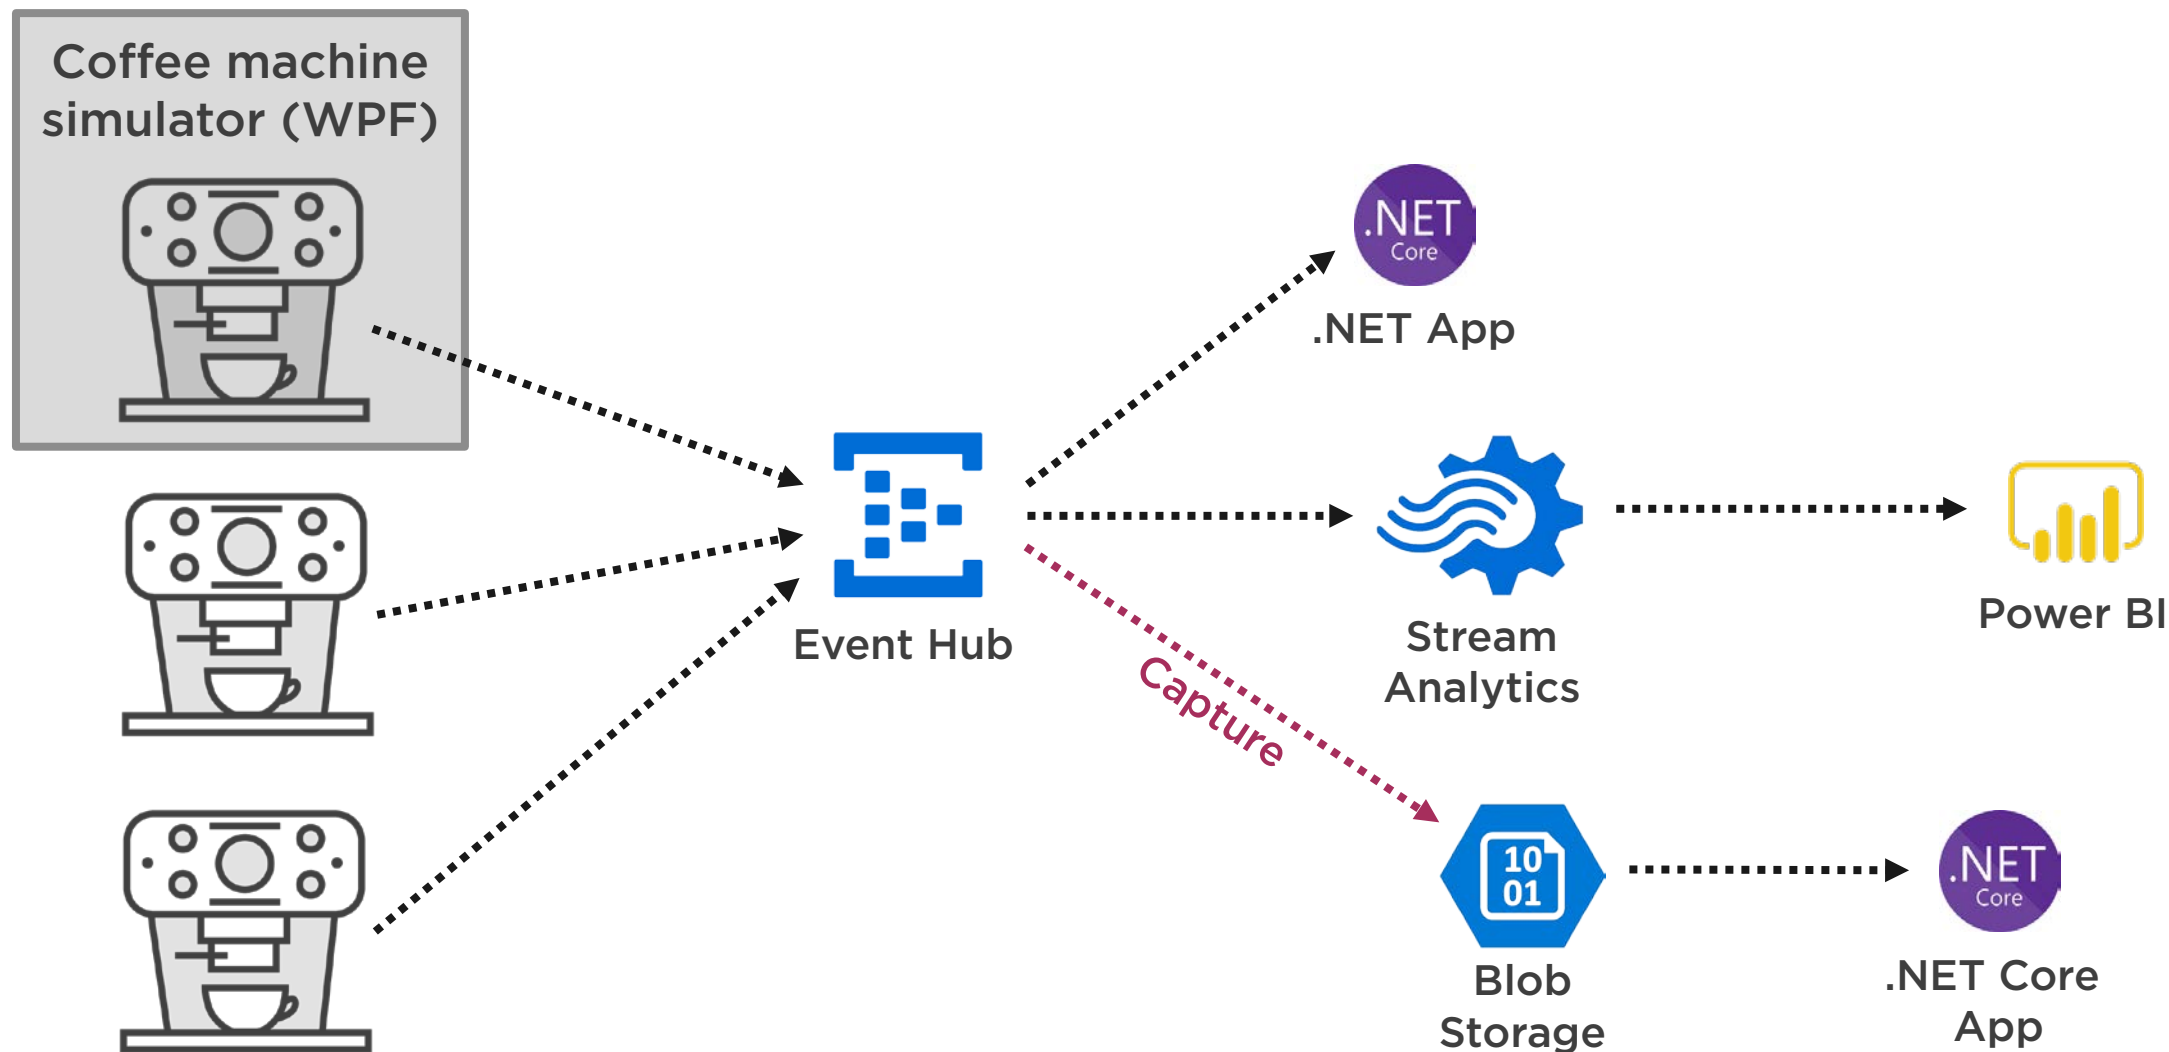 Coffee machine
simulator (WPF)
.NET
Core
.NET App
Event Hub
Stream
Analytics
Power BI
Capture
10
01
Blob
Storage
.NET
Core
.NET Core
App